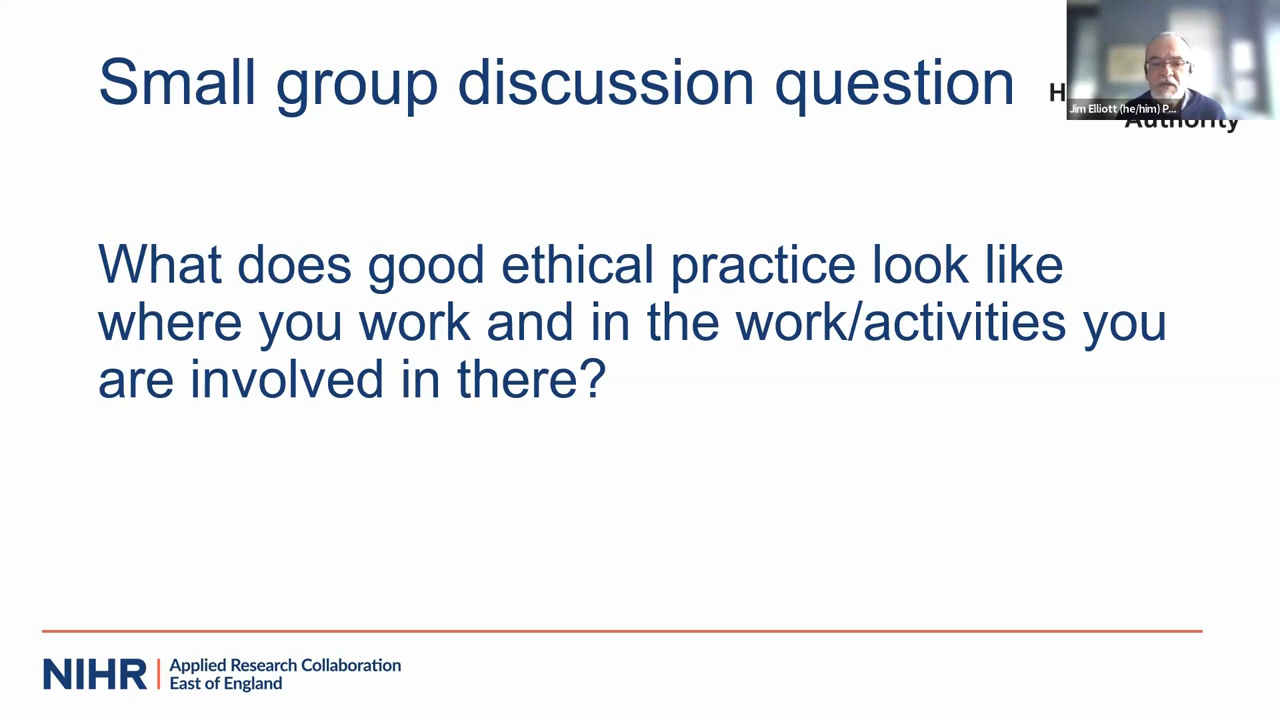 Small group discussion question
H
Jim Elliott (he/him) P...
Authority
What does good ethical practice look like
where you work and in the work/activities you
are involved in there?
NIHR
Applied Research Collaboration
East of England